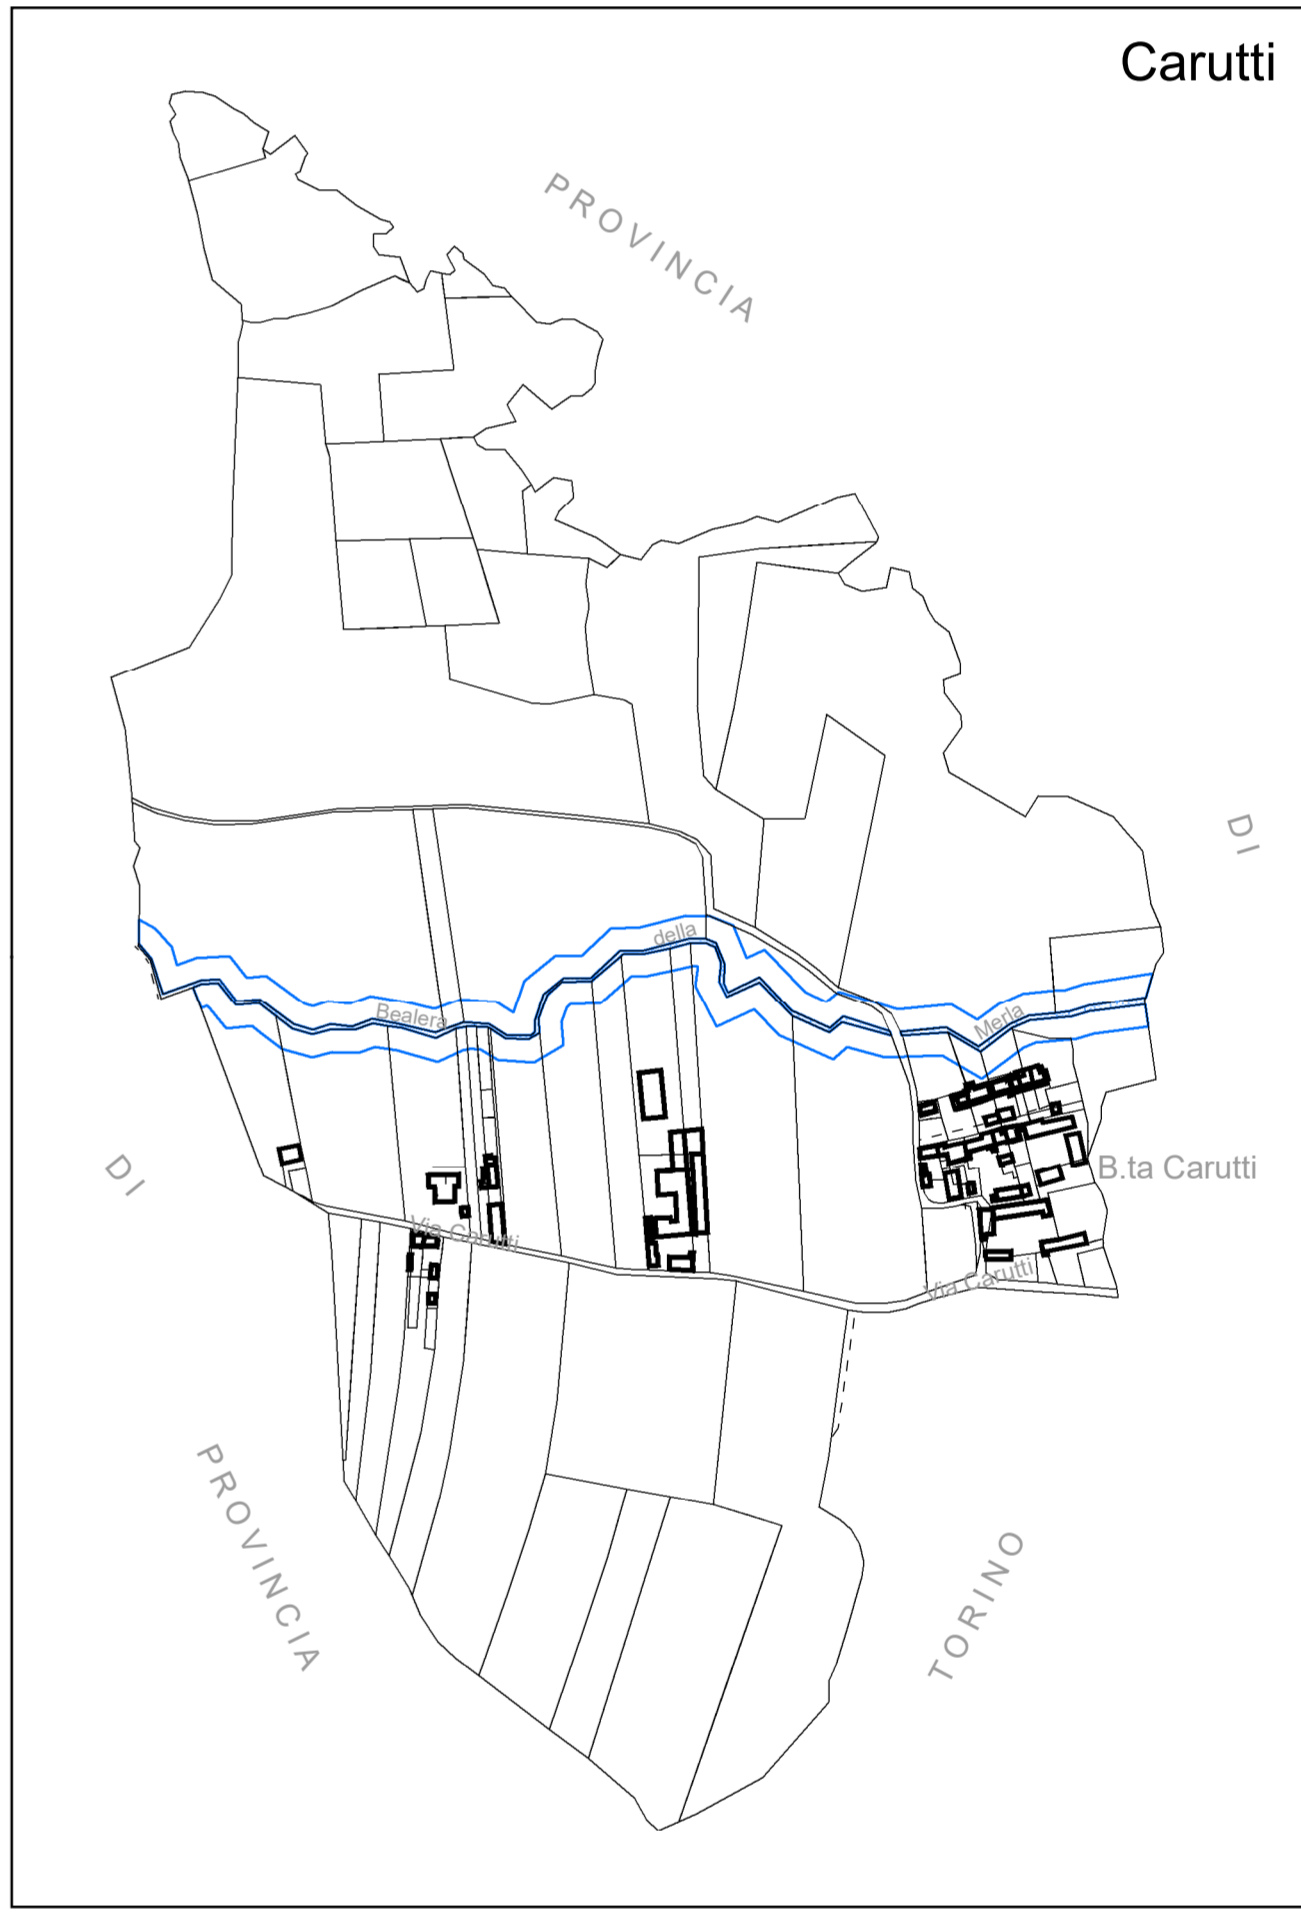 Carutti
PROVINCIA
DI
della
Bealera
Merla
DI
B.ta Carutti
Via Carutti
Via Carutti
PROVINCIA
TORINO